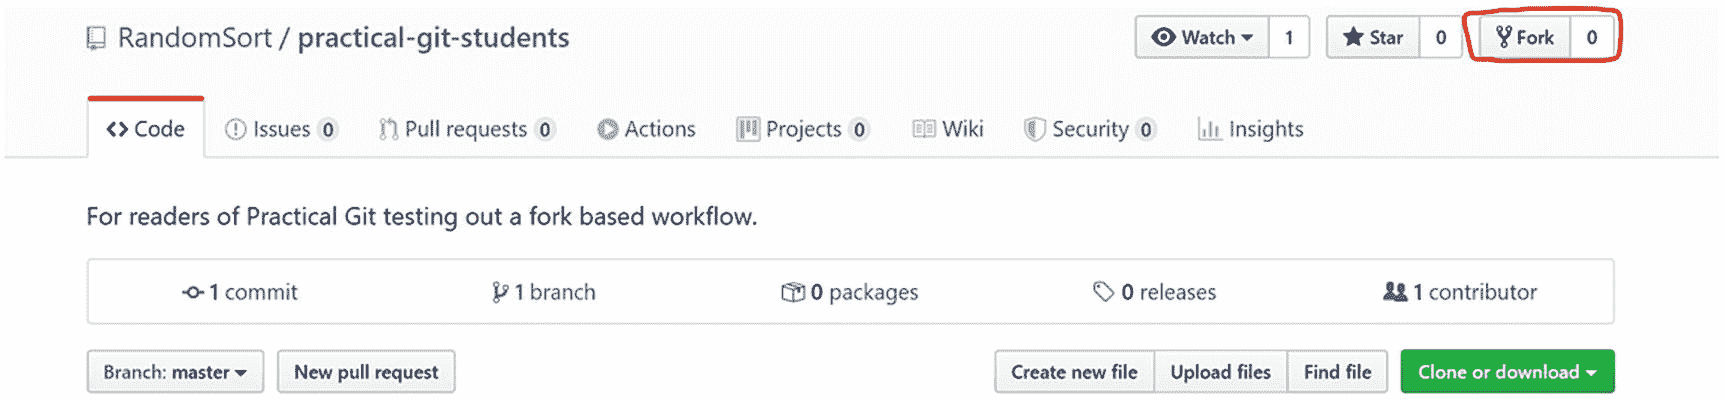 RandomSort / practical-git-students Watch 1 Star 0 Fork 0
Code Issues 0 Pull requests 0 Actions Projects 0 Wiki Security 0 Insights
For readers of Practical Git testing out a fork based workflow.
1 commit 1 branch 0 packages 0 releases 1 contributor
Branch: master New pull request Create new file Upload files Find file Clone or download